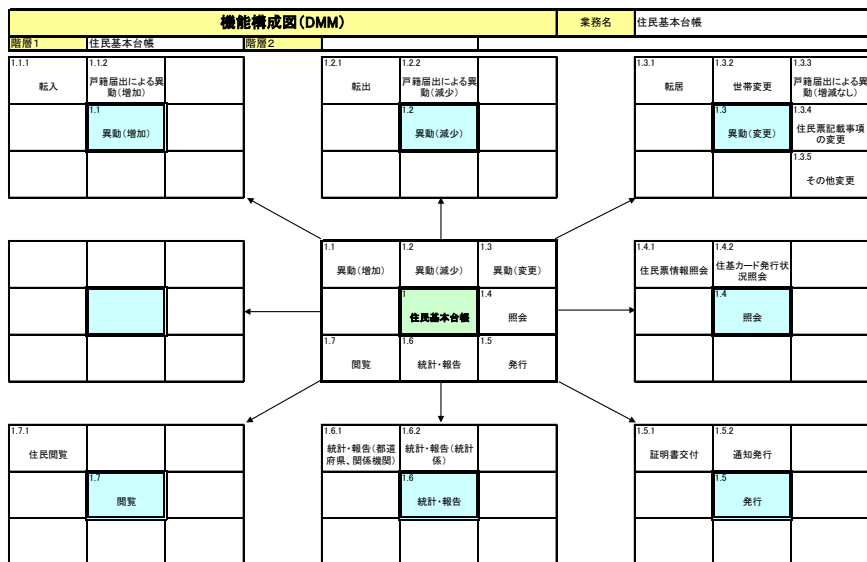 機能構成図(DMM)
業務名
住民基本台帳
階層1
住民基本台帳
階層2
1.1.1
転入
1.1.2
戸籍届出による異
動(増加)
1.1
異動(増加)
1.2.1
転出
1.2.2
戸籍届出による異
動(減少)
1.2
異動(減少)
1.3.1
転居
1.3.2
世帯変更
1.3.3
戸籍届出による異
動(増減なし)
1.3
異動(変更)
1.3.4
住民票記載事項
の変更
1.3.5
その他変更
1.1
異動(増加)
1.2
異動(減少)
1.3
異動(変更)
1
住民基本台帳
1.4
照会
1.7
閲覧
1.6
統計・報告
1.5
発行
1.4.1
住民票情報照会
1.4.2
住基カード発行状
況照会
1.4
照会
1.7.1
住民閲覧
1.7
閲覧
1.6.1
統計・報告(都道
府県、関係機関)
1.6.2
統計・報告(統計
係)
1.6
統計・報告
1.5.1
証明書交付
1.5.2
通知発行
1.5
発行